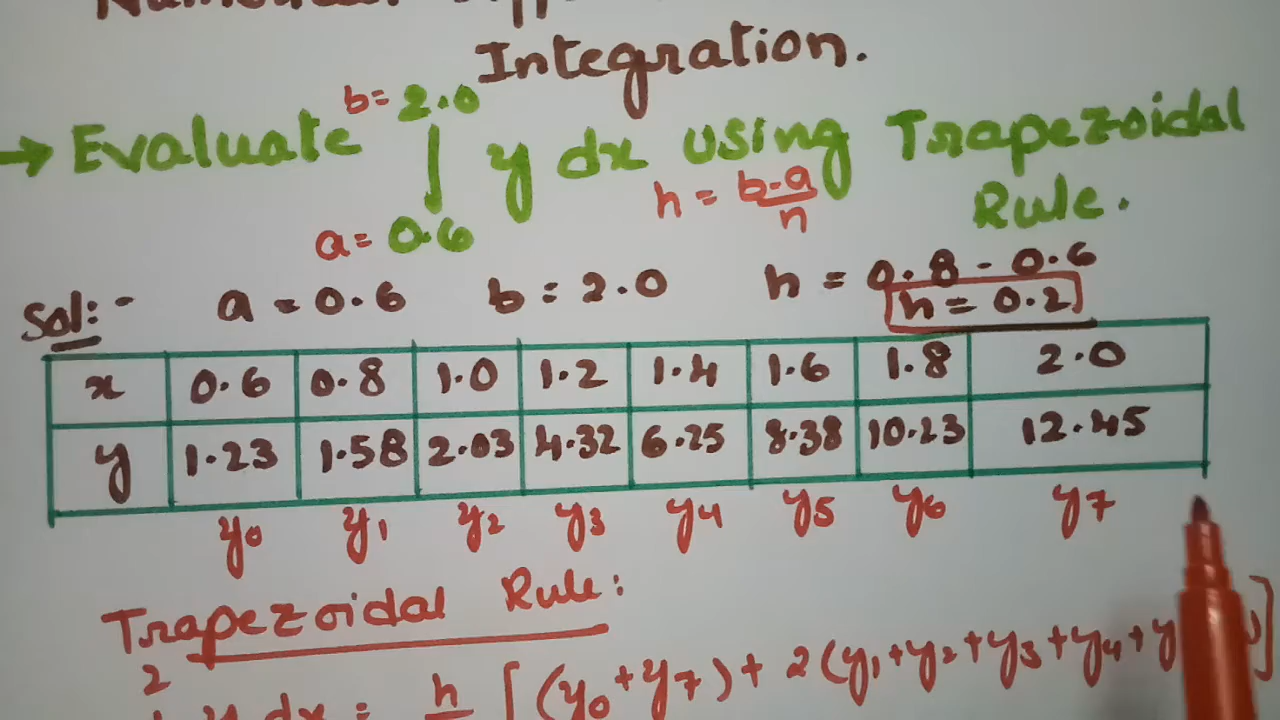 Integration.
→ Evaluate ∫ y dx using Trapezoidal Rule.
b= 2.0
a= 0.6
h = b-a/n
Sol:- a = 0.6 b = 2.0 h = 0.8 - 0.6
h = 0.2
x 0.6 0.8 1.0 1.2 1.4 1.6 1.8 2.0
y 1.23 1.58 2.03 4.32 6.25 8.38 10.23 12.45
y0 y1 y2 y3 y4 y5 y6 y7
Trapezoidal Rule:
2
y dx = h [(y0+y7)+ 2(y1+y2+y3+y4+y )]